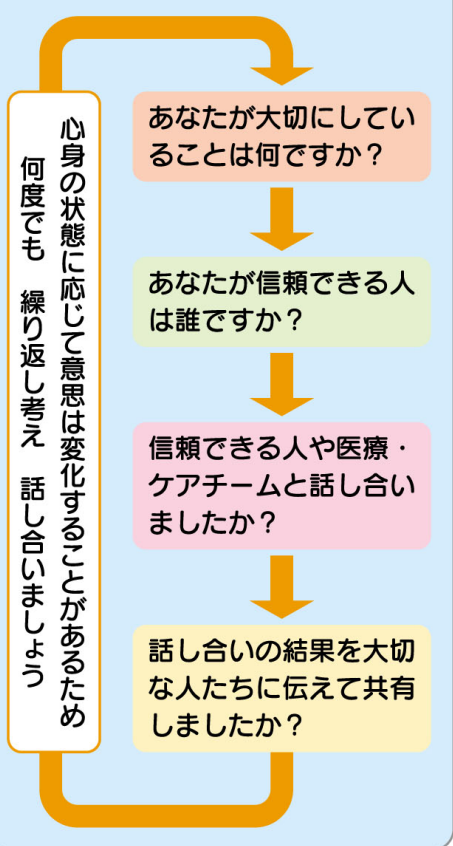 あなたが大切にしてい
ることは何ですか？
あなたが信頼できる人
は誰ですか？
信頼できる人や医療・
ケアチームと話し合い
ましたか？
話し合いの結果を大切
な人たちに伝えて共有
しましたか？
心身の状態に応じて意思は変化することがあるため
何度でも　繰り返し考え　話し合いましょう